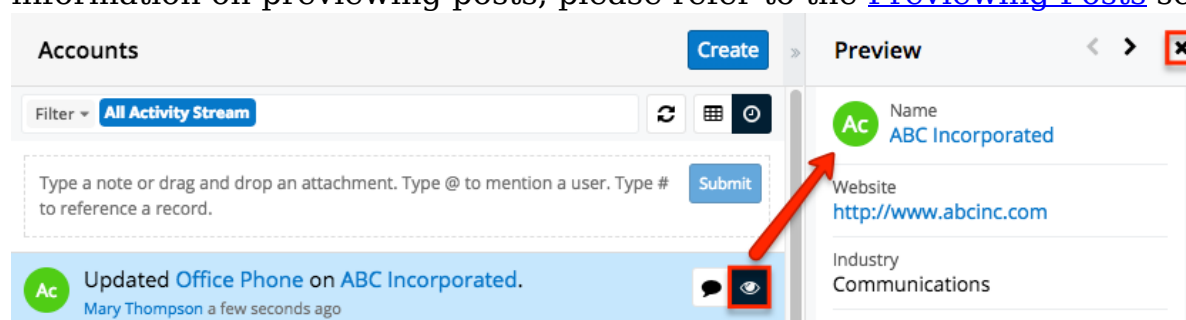 information on previewing posts, please refer to the Previewing Posts se
Accounts
Create
»
Preview
Filter
All Activity Stream
Type a note or drag and drop an attachment. Type @ to mention a user. Type #
to reference a record.
Submit
Ac
Updated Office Phone on ABC Incorporated.
Mary Thompson a few seconds ago
Ac
Name
ABC Incorporated
Website
http://www.abcinc.com
Industry
Communications